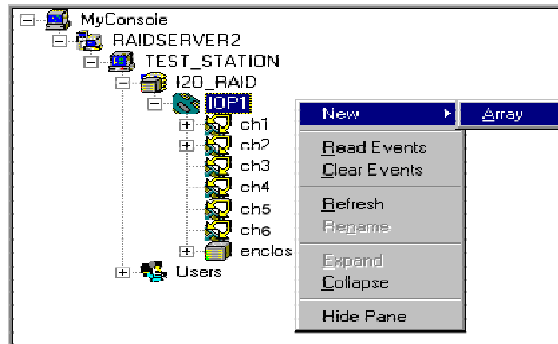 MyConsole
RAIDSERVER2
TEST_STATION
I2O_RAID
IOP1
ch1
ch2
ch3
ch4
ch5
ch6
enclos
Users
New
Array
Read Events
Clear Events
Refresh
Rename
Expand
Collapse
Hide Pane